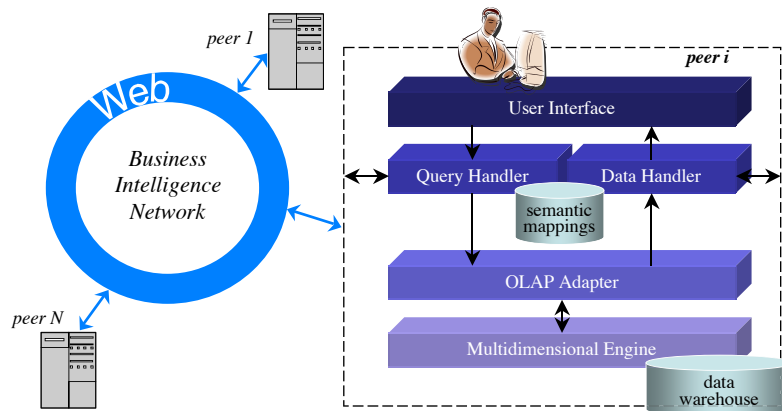 peer 1
Web
Business
Intelligence
Network
peer N
peer i
User Interface
Query Handler
Data Handler
semantic
mappings
OLAP Adapter
Multidimensional Engine
data
warehouse